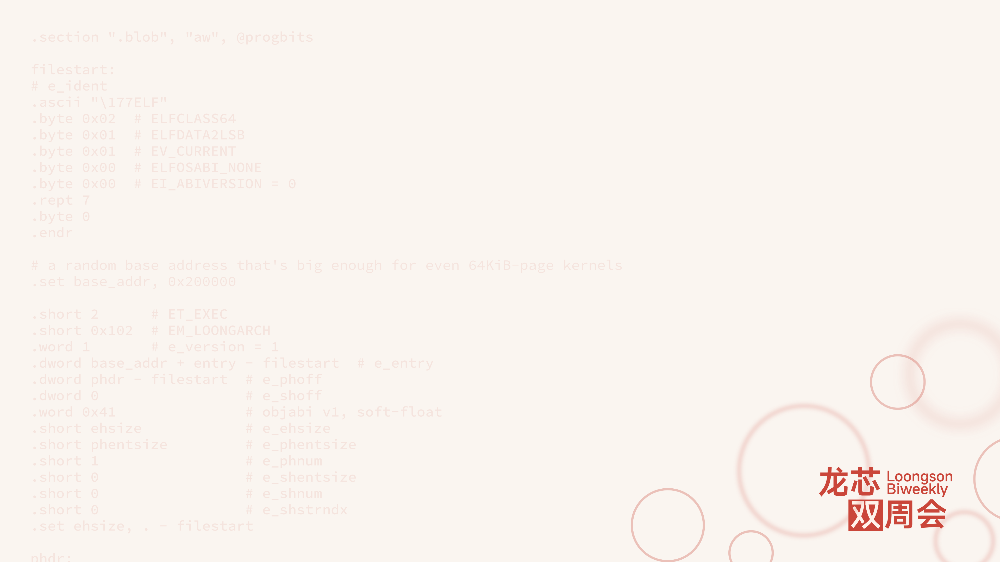 .section ".blob", "aw", @progbits
filestart:
# e_ident
.ascii "\177ELF"
.byte 0x02  # ELFCLASS64
.byte 0x01  # ELFDATA2LSB
.byte 0x01  # EV_CURRENT
.byte 0x00  # ELFOSABI_NONE
.byte 0x00  # EI_ABIVERSION = 0
.rept 7
.byte 0
.endr
# a random base address that's big enough for even 64KiB-page kernels
.set base_addr, 0x200000
.short 2      # ET_EXEC
.short 0x102  # EM_LOONGARCH
.word 1       # e_version = 1
.dword base_addr + entry - filestart  # e_entry
.dword phdr - filestart  # e_phoff
.dword 0                 # e_shoff
.word 0x41               # objabi v1, soft-float
.short ehsize            # e_ehsize
.short phentsize         # e_phentsize
.short 1                 # e_phnum
.short 0                 # e_shentsize
.short 0                 # e_shnum
.short 0                 # e_shstrndx
.set ehsize, . - filestart
phdr:
龙芯 Loongson
Biweekly
双周会